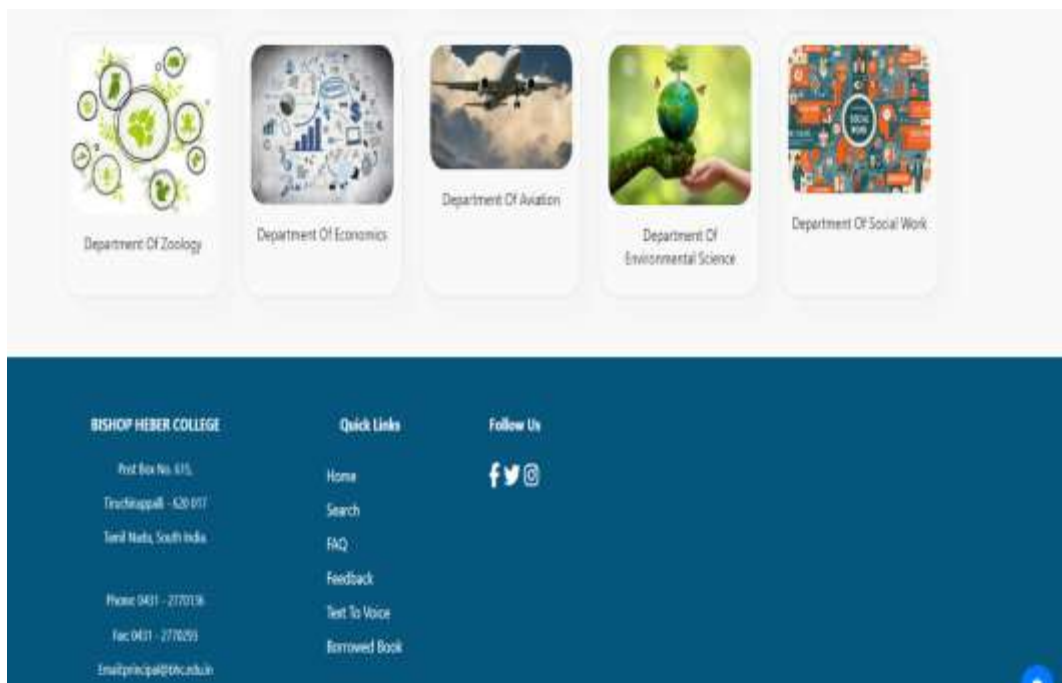 SOCIAL
WORK
Department Of Zoology
Department Of Economics
Department Of Aviation
Department Of
Environmental Science
Department Of Social Work
BISHOP HEBER COLLEGE
Post Box No. 615,
Tiruchirappalli - 620 017
Tamil Nadu, South India.
Phone: 0431 - 2770136
Fax: 0431 - 2770293
Email:principal@bhc.edu.in
Quick Links
Home
Search
FAQ
Feedback
Text To Voice
Borrowed Book
Follow Us